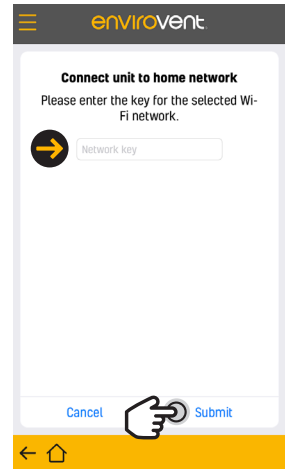 envirovent
Connect unit to home network
Please enter the key for the selected Wi-
Fi network.
Network key
Cancel
Submit